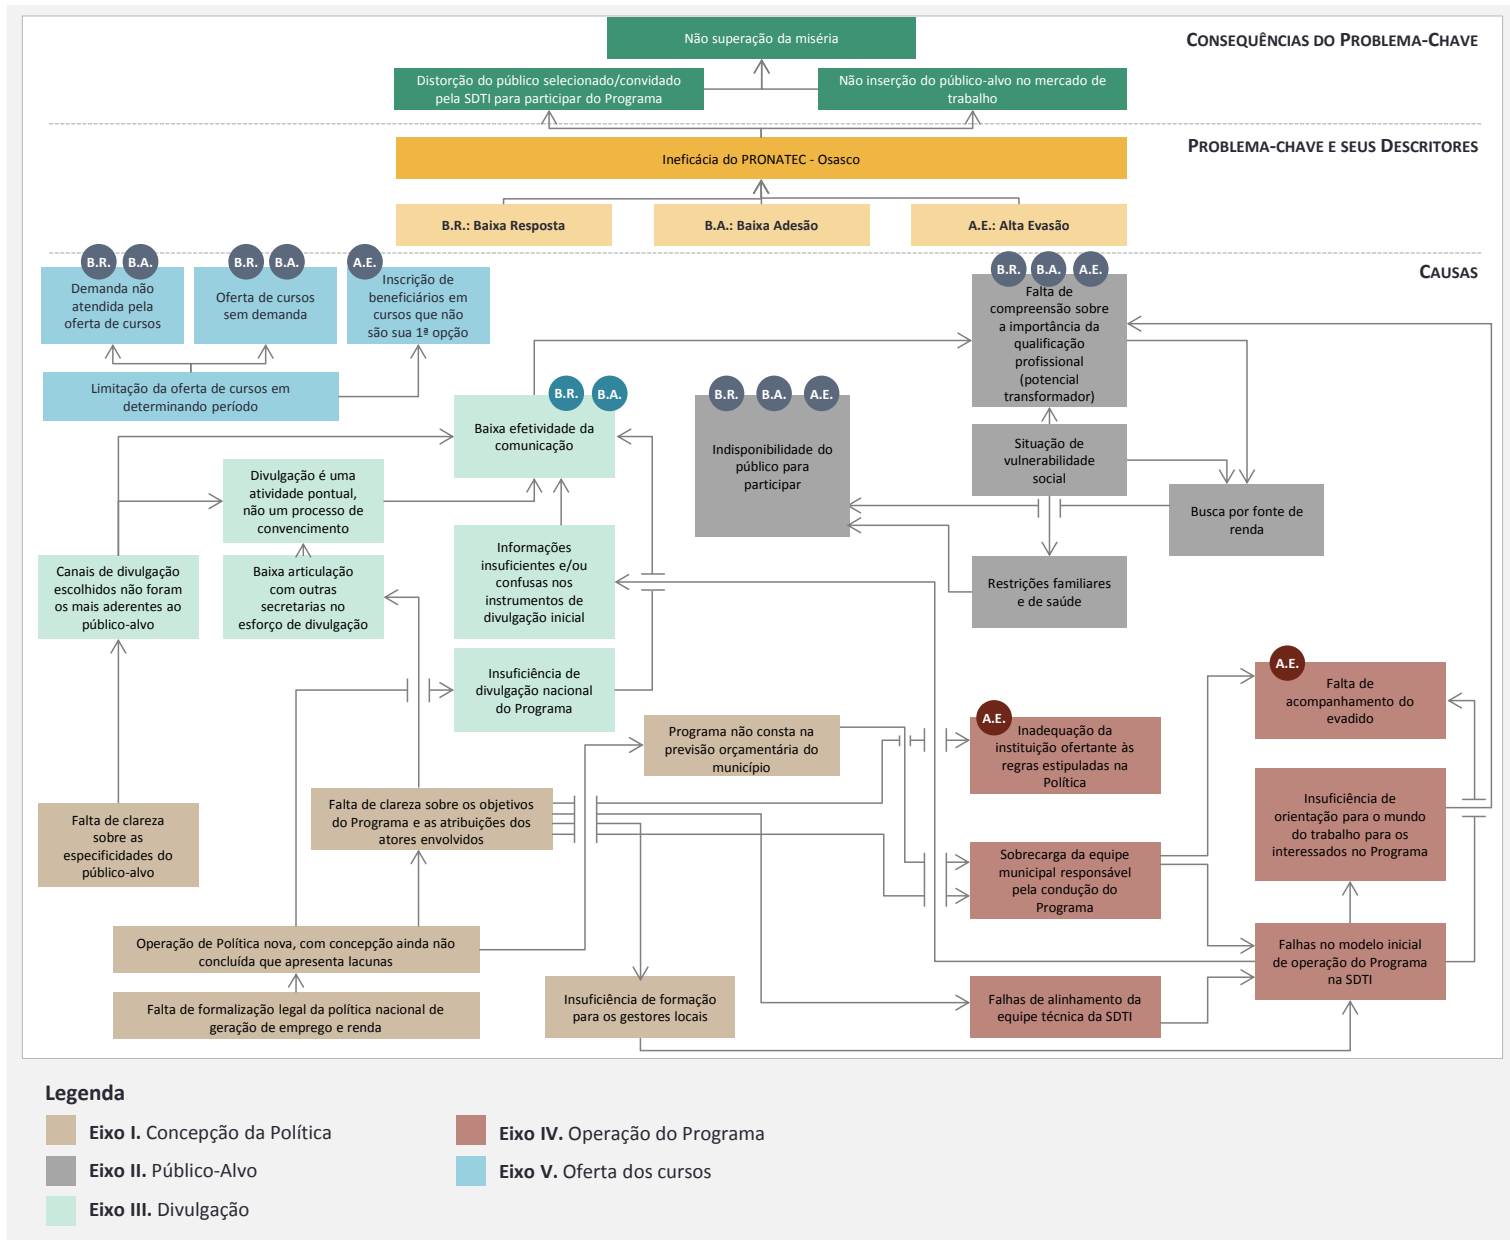 CONSEQUÊNCIAS DO PROBLEMA-CHAVE
Não superação da miséria
Distorção do público selecionado/convidado
pela SDTI para participar do Programa
Não inserção do público-alvo no mercado de
trabalho
PROBLEMA-CHAVE E SEUS DESCRITORES
Ineficácia do PRONATEC - Osasco
B.R.: Baixa Resposta
B.A.: Baixa Adesão
A.E.: Alta Evasão
CAUSAS
B.R.
B.A.
Demanda não
atendida pela
oferta de cursos
B.R.
B.A.
Oferta de cursos
sem demanda
A.E.
Inscrição de
beneficiários em
cursos que não
são sua 1ª opção
Limitação da oferta de cursos em
determinando período
B.R.
B.A.
A.E.
Falta de
compreensão sobre
a importância da
qualificação
profissional
(potencial
transformador)
B.R.
B.A.
Baixa efetividade da
comunicação
B.R.
B.A.
A.E.
Indisponibilidade do
público para
participar
Situação de
vulnerabilidade
social
Busca por fonte de
renda
Divulgação é uma
atividade pontual,
não um processo de
convencimento
Canais de divulgação
escolhidos não foram
os mais aderentes ao
público-alvo
Baixa articulação
com outras
secretarias no
esforço de divulgação
Informações
insuficientes e/ou
confusas nos
instrumentos de
divulgação inicial
Restrições familiares
e de saúde
Insuficiência de
divulgação nacional
do Programa
A.E.
Falta de
acompanhamento do
evadido
Programa não consta na
previsão orçamentária do
município
A.E.
Inadequação da
instituição ofertante às
regras estipuladas na
Política
Falta de clareza sobre os objetivos
do Programa e as atribuições dos
atores envolvidos
Insuficiência de
orientação para o mundo
do trabalho para os
interessados no Programa
Falta de clareza
sobre as
especificidades do
público-alvo
Sobrecarga da equipe
municipal responsável
pela condução do
Programa
Operação de Política nova, com concepção ainda não
concluída que apresenta lacunas
Falhas no modelo inicial
de operação do Programa
na SDTI
Falta de formalização legal da política nacional de
geração de emprego e renda
Insuficiência de formação
para os gestores locais
Falhas de alinhamento da
equipe técnica da SDTI
Legenda
Eixo I. Concepção da Política
Eixo II. Público-Alvo
Eixo III. Divulgação
Eixo IV. Operação do Programa
Eixo V. Oferta dos cursos